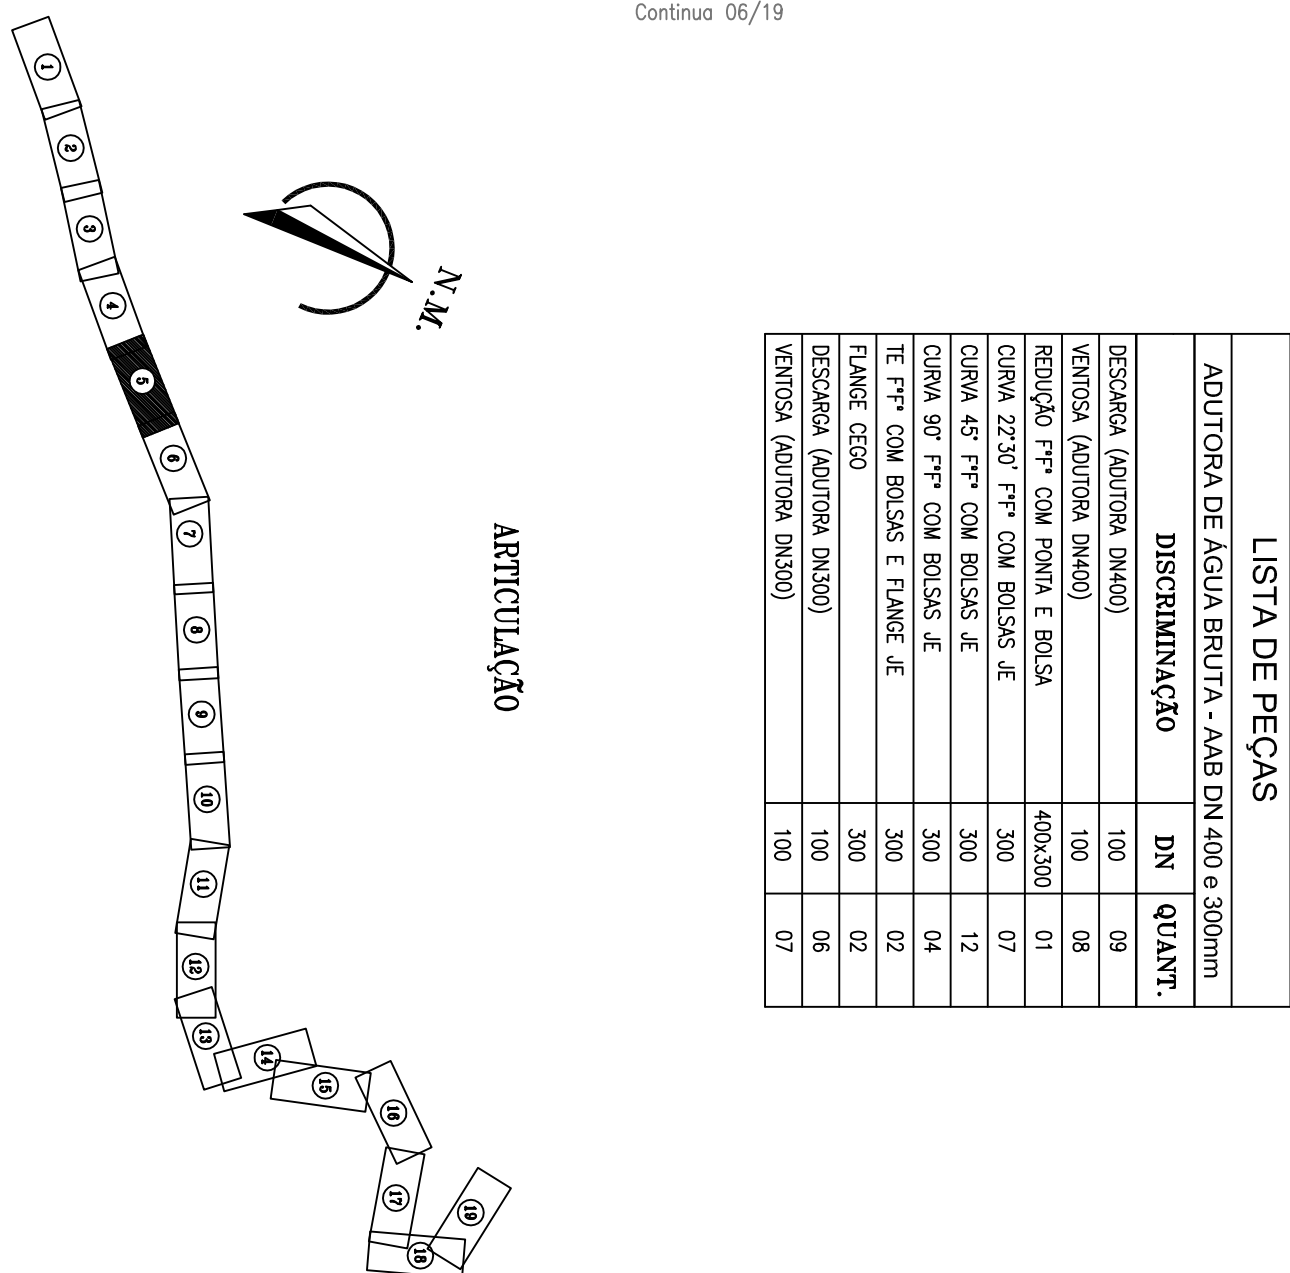 Continua 06/19
LISTA DE PEÇAS
ADUTORA DE ÁGUA BRUTA - AAB DN 400 e 300mm
DISCRIMINAÇÃO DN QUANT.
DESCARGA (ADUTORA DN400) 100 09
VENTOSA (ADUTORA DN400) 100 08
REDUÇÃO FºFº COM PONTA E BOLSA 400x300 01
CURVA 22°30' FºFº COM BOLSAS JE 300 07
CURVA 45° FºFº COM BOLSAS JE 300 12
CURVA 90° FºFº COM BOLSAS JE 300 04
TE FºFº COM BOLSAS E FLANGE JE 300 02
FLANGE CEGO 300 02
DESCARGA (ADUTORA DN300) 100 06
VENTOSA (ADUTORA DN300) 100 07
ARTICULAÇÃO
N.M.
1
2
3
4
5
6
7
8
9
10
11
12
13
14
15
16
17
18
19